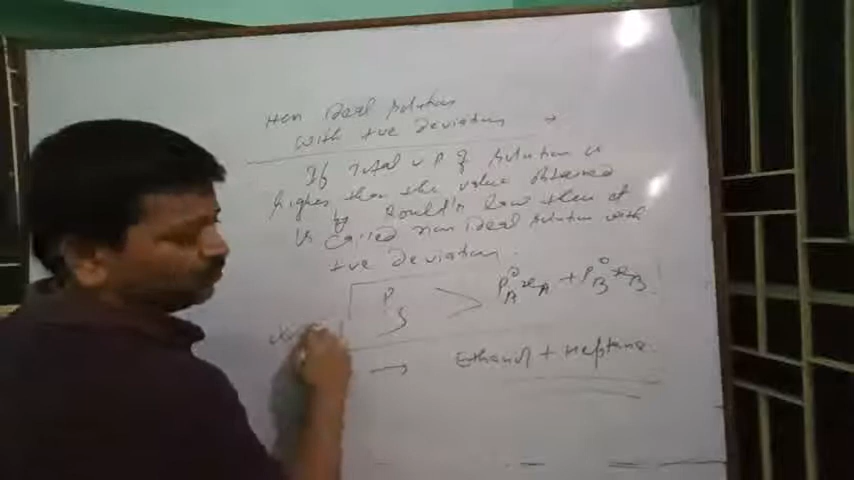 Non Ideal solution
with +ve Deviation →
If Total V P of solution is
higher than the value obtained
by Roult's law then it
is called non Ideal solution with
+ve Deviation.
P_S > P°_A x_A + P°_B x_B
→ Ethanol + Heptane.